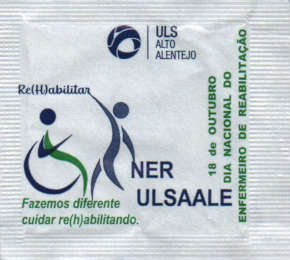 ULS
ALTO
ALENTEJO
Re(H)abilitar
NER
ULSAALE
Fazemos diferente
cuidar re(h)abilitando.
18 de OUTUBRO
DIA NACIONAL DO
ENFERMEIRO DE REABILITAÇÃO